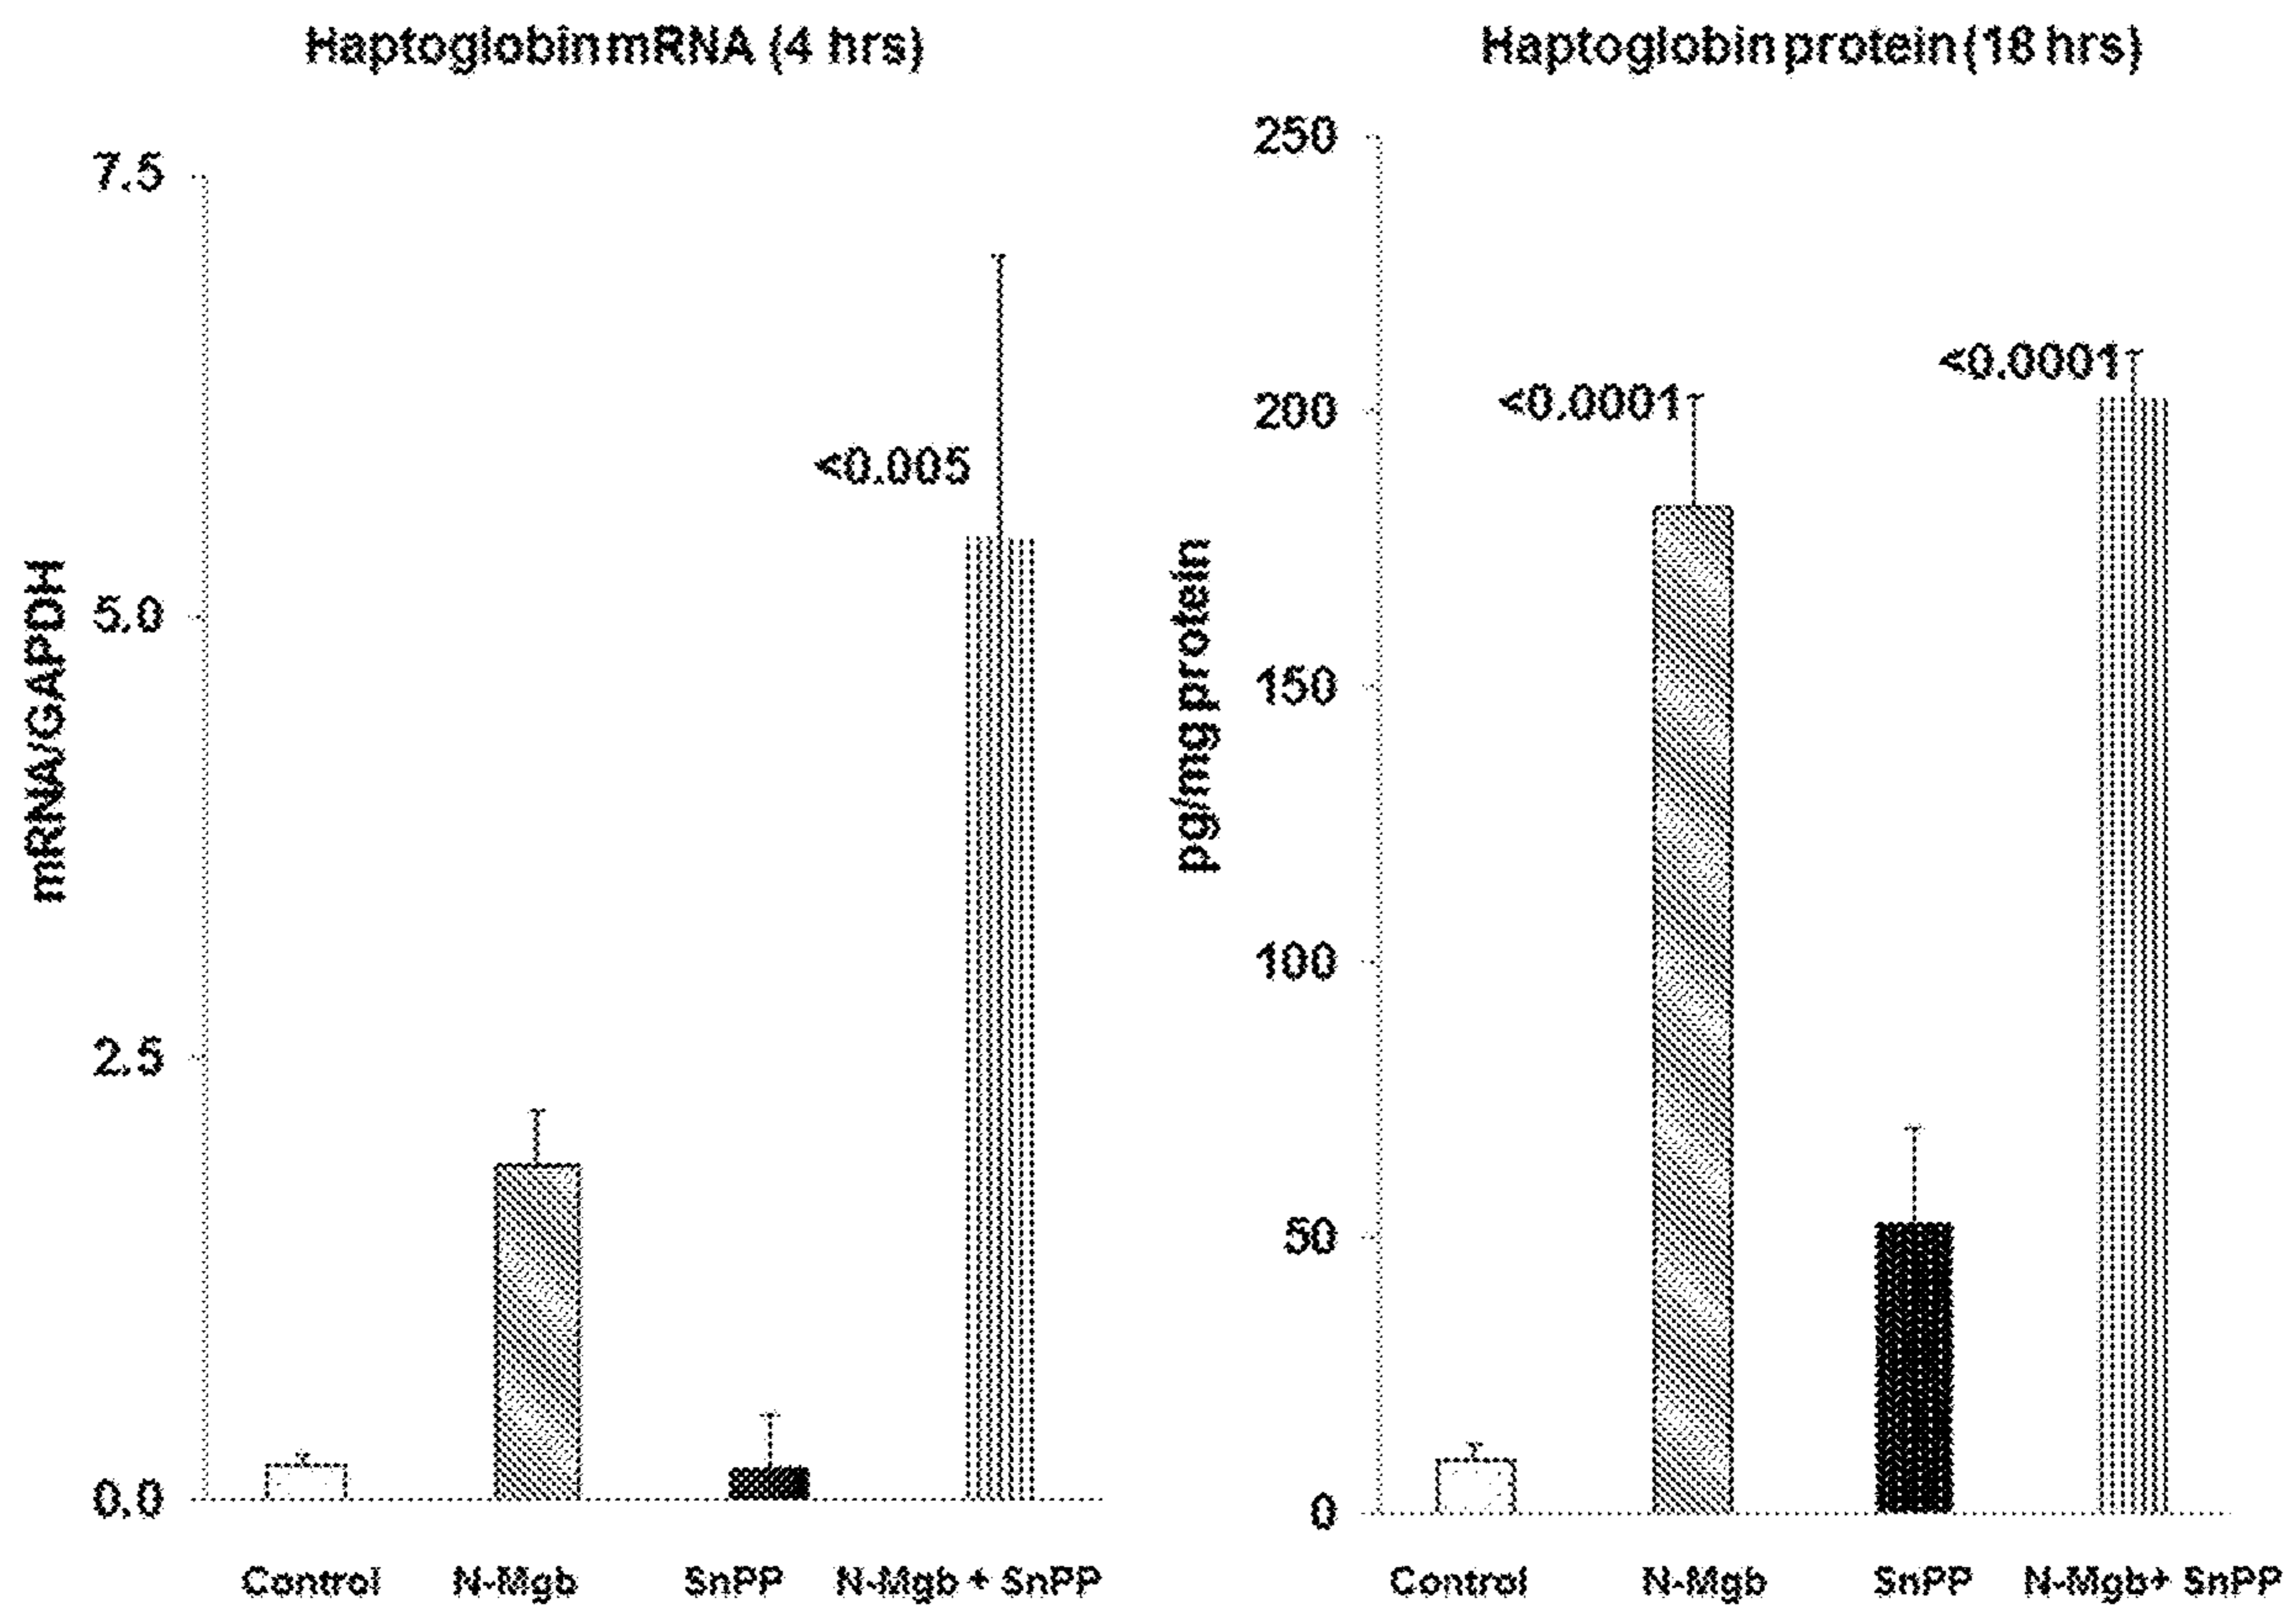 Haptoglobin mRNA (4 hrs)
7.5
5.0
2.5
0.0
mRNA/GAPDH
<0.005
Control N-Mgb SnPP N-Mgb + SnPP
Haptoglobin protein (18 hrs)
250
200
150
100
50
0
pg/mg protein
<0.0001
<0.0001
Control N-Mgb SnPP N-Mgb+ SnPP